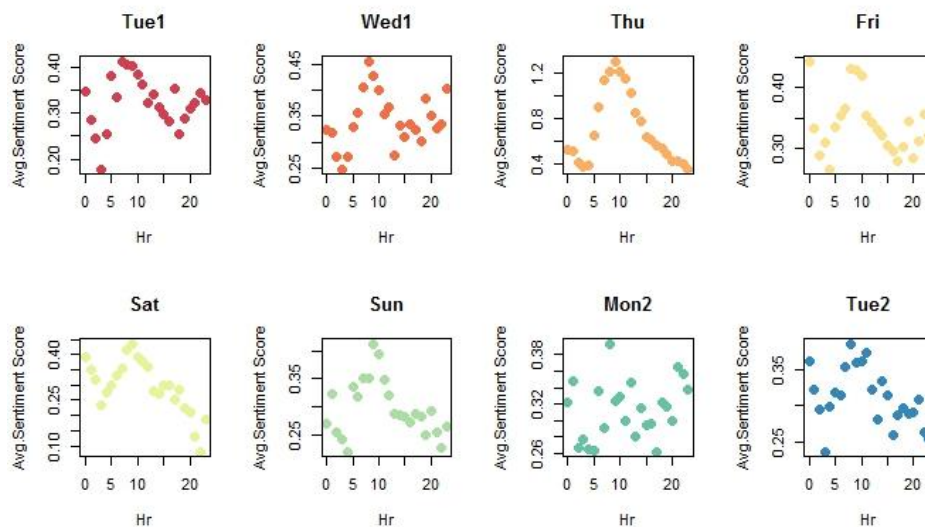 Tue1
Avg.Sentiment Score
0.20 0.30 0.40
0 5 10 20
Hr
Wed1
Avg.Sentiment Score
0.25 0.35 0.45
0 5 10 20
Hr
Thu
Avg.Sentiment Score
0.4 0.8 1.2
0 5 10 20
Hr
Fri
Avg.Sentiment Score
0.30 0.40
0 5 10 20
Hr
Sat
Avg.Sentiment Score
0.10 0.25 0.40
0 5 10 20
Hr
Sun
Avg.Sentiment Score
0.25 0.35
0 5 10 20
Hr
Mon2
Avg.Sentiment Score
0.26 0.32 0.38
0 5 10 20
Hr
Tue2
Avg.Sentiment Score
0.25 0.35
0 5 10 20
Hr